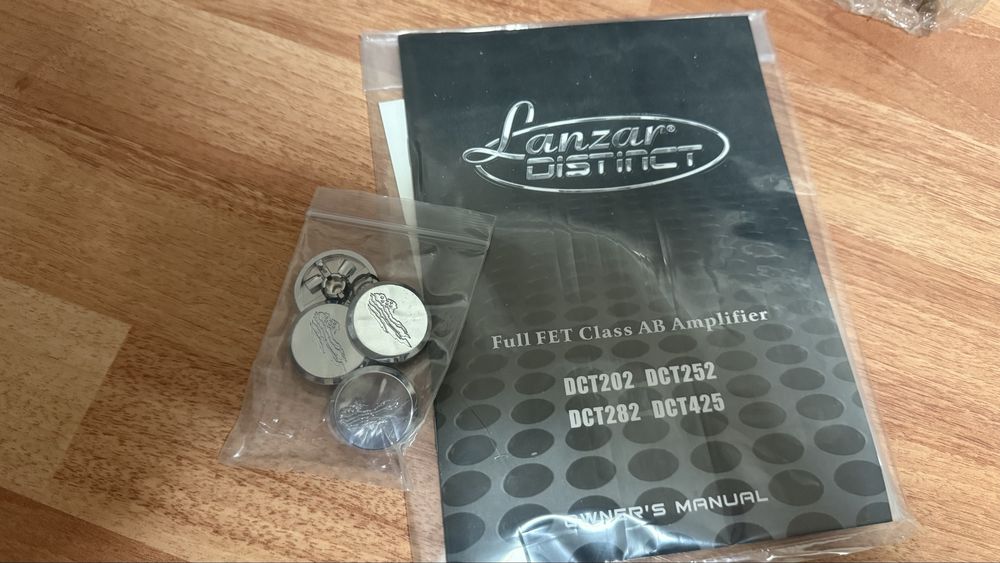 Lanzar®
DISTINCT
Full FET Class AB Amplifier
DCT202 DCT252
DCT282 DCT425
OWNER'S MANUAL